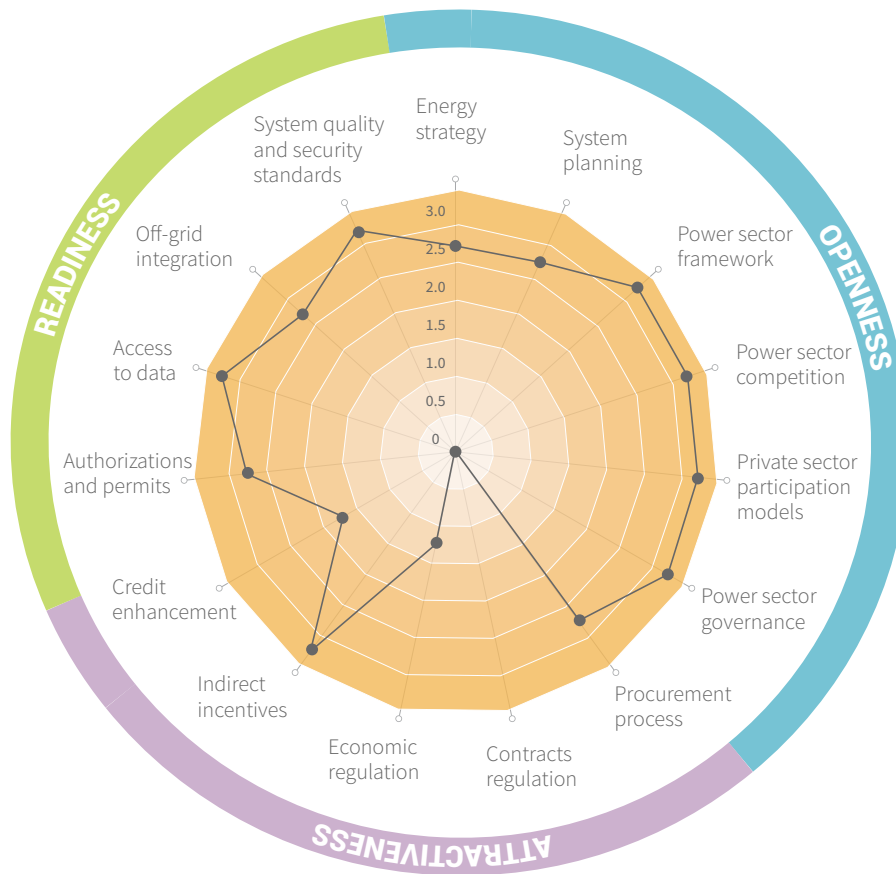 Energy
strategy
System
planning
Power sector
framework
Power sector
competition
Private sector
participation
models
Power sector
governance
Procurement
process
Contracts
regulation
Economic
regulation
Indirect
incentives
Credit
enhancement
Authorizations
and permits
Access
to data
Off-grid
integration
System quality
and security
standards
3.0
2.5
2.0
1.5
1.0
0.5
0
READINESS
OPENNESS
ATTRACTIVENESS